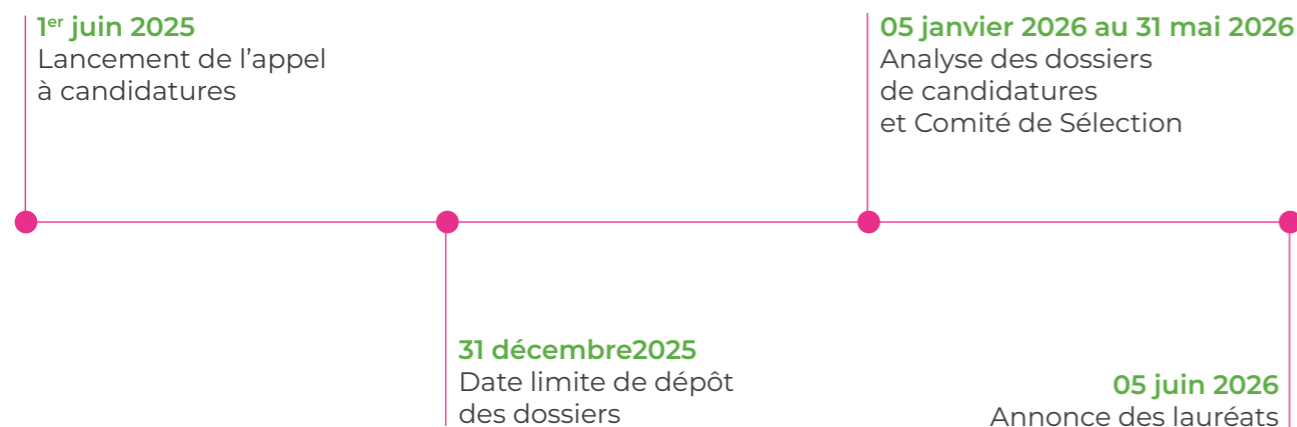 1er juin 2025
Lancement de l’appel
à candidatures
05 janvier 2026 au 31 mai 2026
Analyse des dossiers
de candidatures
et Comité de Sélection
31 décembre2025
Date limite de dépôt
des dossiers
05 juin 2026
Annonce des lauréats